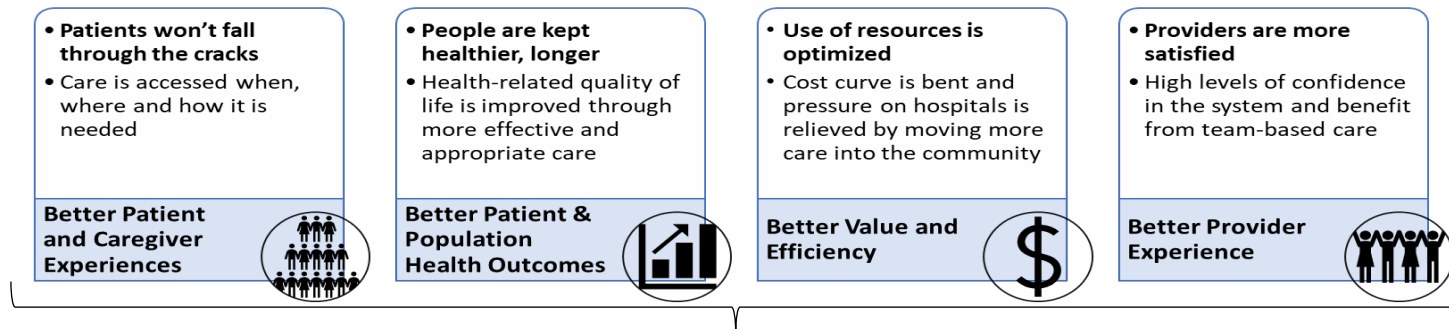 • Patients won’t fall
through the cracks
• Care is accessed when,
where and how it is
needed
Better Patient
and Caregiver
Experiences
• People are kept
healthier, longer
• Health-related quality of
life is improved through
more effective and
appropriate care
Better Patient &
Population
Health Outcomes
• Use of resources is
optimized
• Cost curve is bent and
pressure on hospitals is
relieved by moving more
care into the community
Better Value and
Efficiency
$
• Providers are more
satisfied
• High levels of confidence
in the system and benefit
from team-based care
Better Provider
Experience